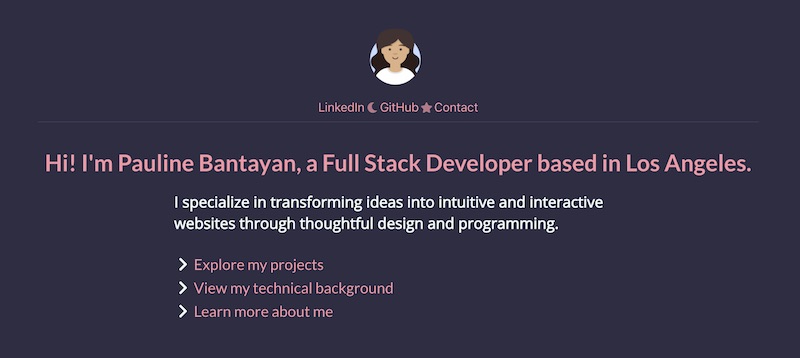 LinkedIn GitHub Contact
Hi! I'm Pauline Bantayan, a Full Stack Developer based in Los Angeles.
I specialize in transforming ideas into intuitive and interactive
websites through thoughtful design and programming.
Explore my projects
View my technical background
Learn more about me